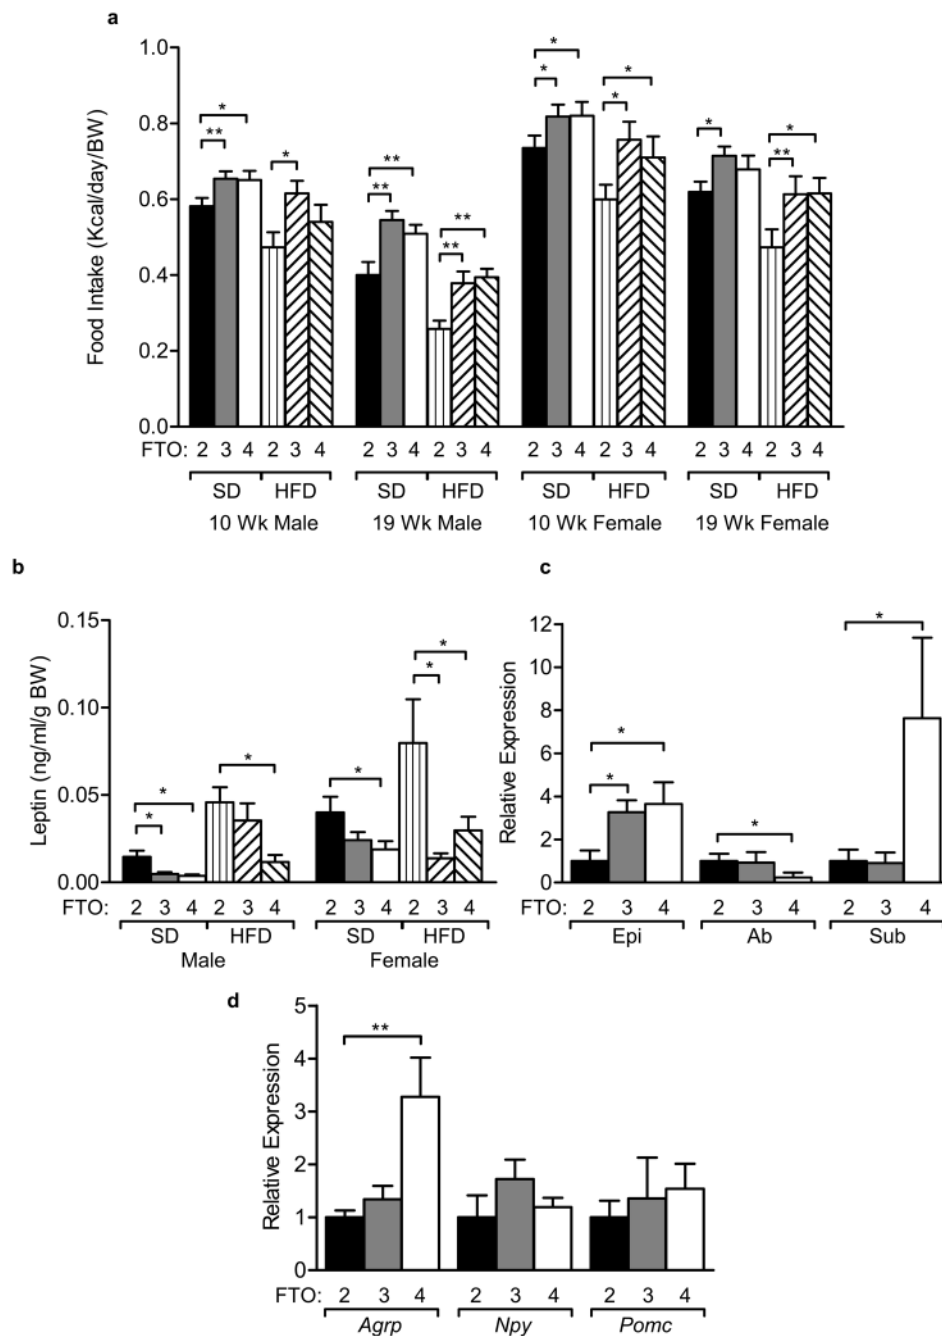 a
1.0
0.8
0.6
0.4
0.2
0.0
Food Intake (Kcal/day/BW)
* ** * ** ** ** ** * * * * * * **
FTO: 2 3 4 2 3 4 2 3 4 2 3 4 2 3 4 2 3 4 2 3 4 2 3 4
SD HFD SD HFD SD HFD SD HFD
10 Wk Male 19 Wk Male 10 Wk Female 19 Wk Female
b
0.15
0.10
0.05
0.00
Leptin (ng/ml/g BW)
* * * * * *
FTO: 2 3 4 2 3 4 2 3 4 2 3 4
SD HFD SD HFD
Male Female
c
12
10
8
6
4
2
0
Relative Expression
* * * *
FTO: 2 3 4 2 3 4 2 3 4
Epi Ab Sub
d
5
4
3
2
1
0
Relative Expression
**
FTO: 2 3 4 2 3 4 2 3 4
Agrp Npy Pomc